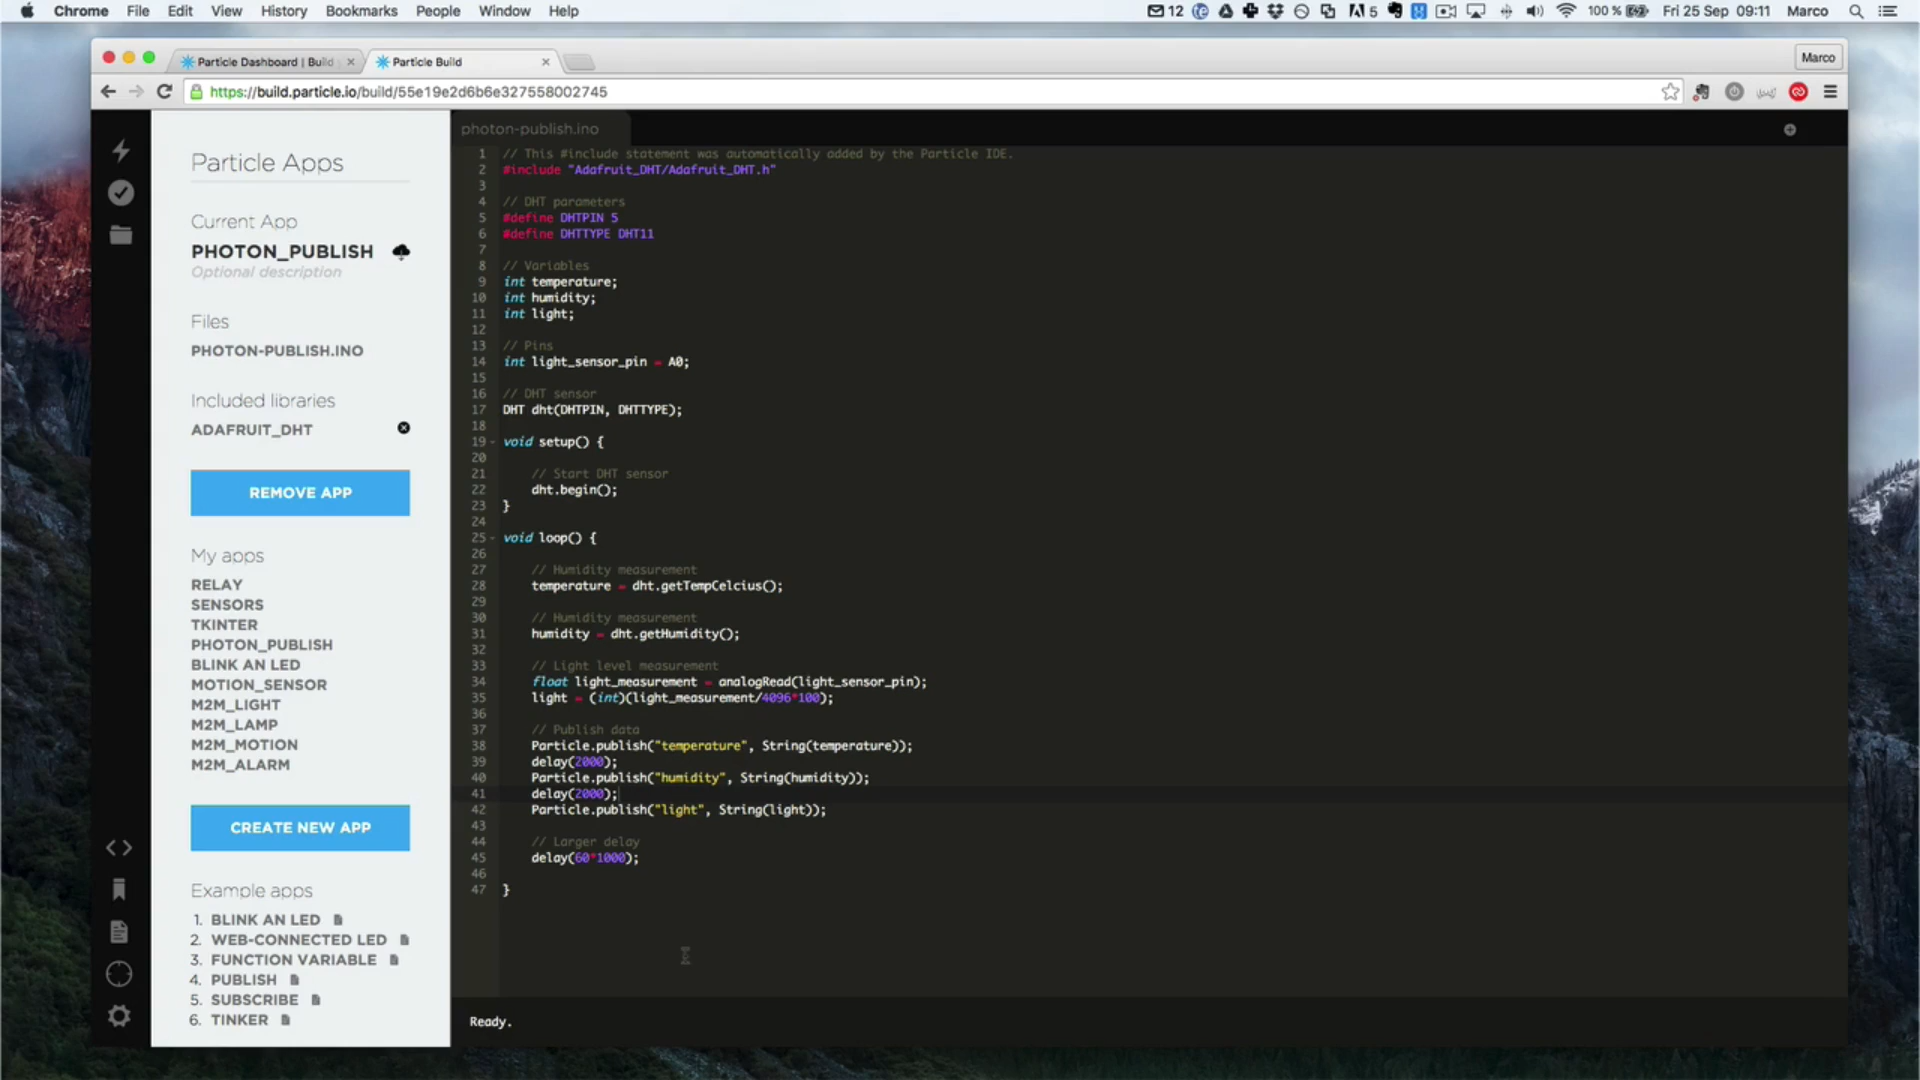 Chrome File Edit View History Bookmarks People Window Help 12 5 100 % Fri 25 Sep 09:11 Marco
Particle Dashboard | Build Particle Build Marco
https://build.particle.io/build/55e19e2d6b6e327558002745
Particle Apps
Current App
PHOTON_PUBLISH
Optional description
Files
PHOTON-PUBLISH.INO
Included libraries
ADAFRUIT_DHT
REMOVE APP
My apps
RELAY
SENSORS
TKINTER
PHOTON_PUBLISH
BLINK AN LED
MOTION_SENSOR
M2M_LIGHT
M2M_LAMP
M2M_MOTION
M2M_ALARM
CREATE NEW APP
Example apps
1. BLINK AN LED
2. WEB-CONNECTED LED
3. FUNCTION VARIABLE
4. PUBLISH
5. SUBSCRIBE
6. TINKER
photon-publish.ino
1 // This #include statement was automatically added by the Particle IDE.
2 #include "Adafruit_DHT/Adafruit_DHT.h"
3
4 // DHT parameters
5 #define DHTPIN 5
6 #define DHTTYPE DHT11
7
8 // Variables
9 int temperature;
10 int humidity;
11 int light;
12
13 // Pins
14 int light_sensor_pin = A0;
15
16 // DHT sensor
17 DHT dht(DHTPIN, DHTTYPE);
18
19 void setup() {
20
21 // Start DHT sensor
22 dht.begin();
23 }
24
25 void loop() {
26
27 // Humidity measurement
28 temperature = dht.getTempCelcius();
29
30 // Humidity measurement
31 humidity = dht.getHumidity();
32
33 // Light level measurement
34 float light_measurement = analogRead(light_sensor_pin);
35 light = (int)(light_measurement/4096*100);
36
37 // Publish data
38 Particle.publish("temperature", String(temperature));
39 delay(2000);
40 Particle.publish("humidity", String(humidity));
41 delay(2000);
42 Particle.publish("light", String(light));
43
44 // Larger delay
45 delay(60*1000);
46
47 }
Ready.